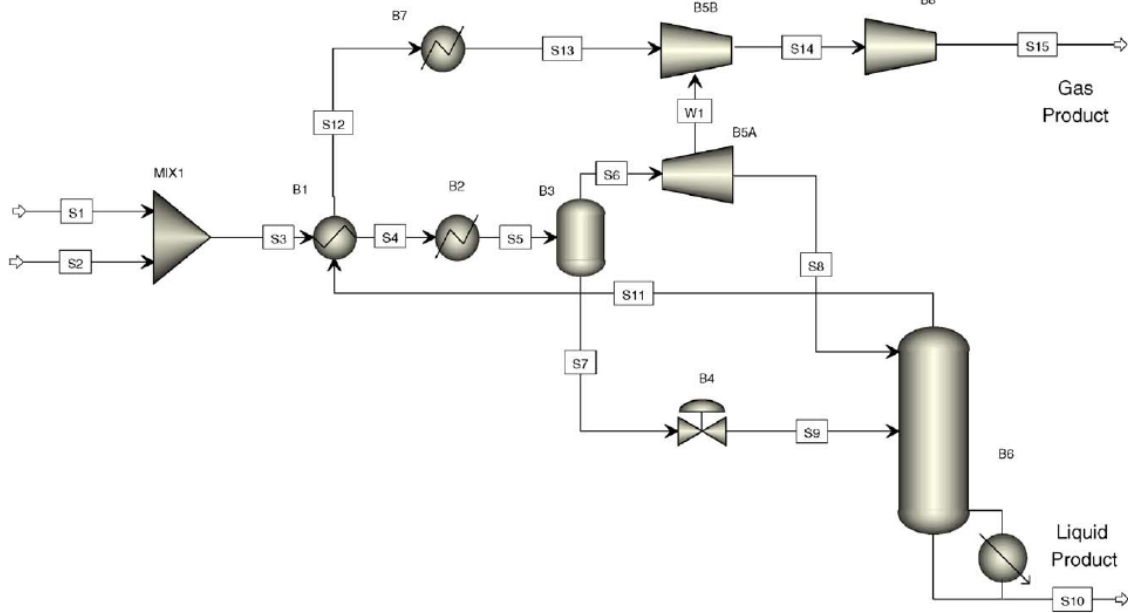 B7
B5B
S13
S14
S15
Gas
Product
S12
W1
B5A
MIX1
B1
B2
B3
S6
S1
S3
S4
S5
S2
S8
S11
S7
B4
S9
B6
Liquid
Product
S10